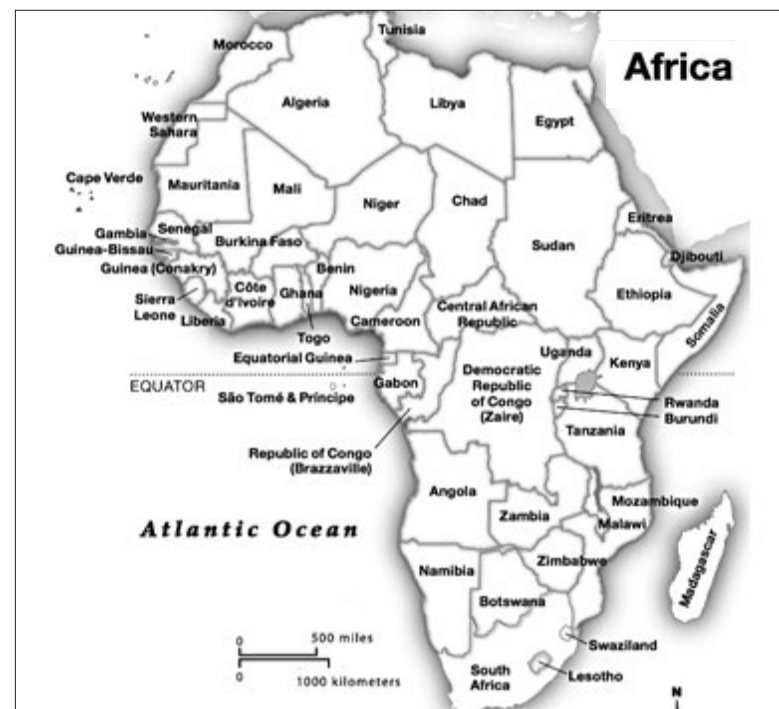 Tunisia
Morocco
Africa
Algeria
Libya
Egypt
Western
Sahara
Cape Verde
Mauritania
Mali
Niger
Chad
Sudan
Eritrea
Senegal
Gambia
Guinea-Bissau
Burkina Faso
Djibouti
Guinea (Conakry)
Benin
Côte
d'Ivoire
Ghana
Nigeria
Ethiopia
Somalia
Sierra
Leone
Liberia
Togo
Cameroon
Central African
Republic
Equatorial Guinea
Uganda
Kenya
EQUATOR
Gabon
Democratic
Republic
of Congo
(Zaire)
São Tomé & Príncipe
Rwanda
Burundi
Tanzania
Republic of Congo
(Brazzaville)
Angola
Atlantic Ocean
Zambia
Mozambique
Malawi
Madagascar
Zimbabwe
Namibia
Botswana
Swaziland
Lesotho
South
Africa
0 500 miles
0 1000 kilometers
N